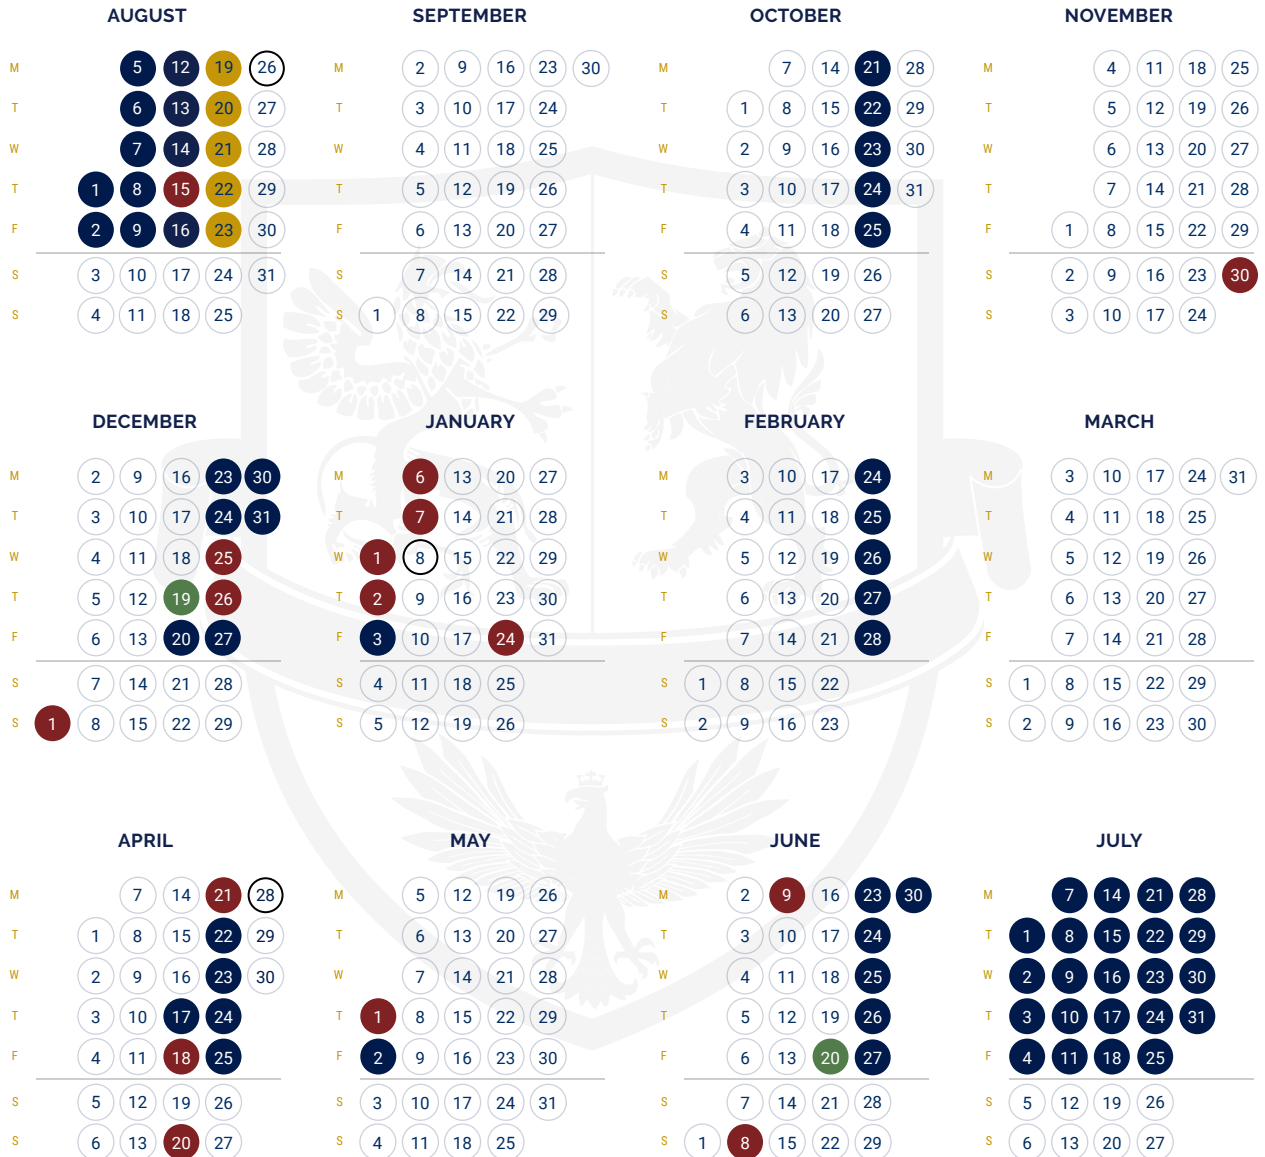 AUGUST SEPTEMBER OCTOBER NOVEMBER
M 5 12 19 26 M 2 9 16 23 30 M 7 14 21 28 M 4 11 18 25
T 6 13 20 27 T 3 10 17 24 T 1 8 15 22 29 T 5 12 19 26
W 7 14 21 28 W 4 11 18 25 W 2 9 16 23 30 W 6 13 20 27
T 1 8 15 22 29 T 5 12 19 26 T 3 10 17 24 31 T 7 14 21 28
F 2 9 16 23 30 F 6 13 20 27 F 4 11 18 25 F 1 8 15 22 29
S 3 10 17 24 31 S 7 14 21 28 S 5 12 19 26 S 2 9 16 23 30
S 4 11 18 25 S 1 8 15 22 29 S 6 13 20 27 S 3 10 17 24
DECEMBER JANUARY FEBRUARY MARCH
M 2 9 16 23 30 M 6 13 20 27 M 3 10 17 24 M 3 10 17 24 31
T 3 10 17 24 31 T 7 14 21 28 T 4 11 18 25 T 4 11 18 25
W 4 11 18 25 W 1 8 15 22 29 W 5 12 19 26 W 5 12 19 26
T 5 12 19 26 T 2 9 16 23 30 T 6 13 20 27 T 6 13 20 27
F 6 13 20 27 F 3 10 17 24 31 F 7 14 21 28 F 7 14 21 28
S 7 14 21 28 S 4 11 18 25 S 1 8 15 22 S 1 8 15 22 29
S 1 8 15 22 29 S 5 12 19 26 S 2 9 16 23 S 2 9 16 23 30
APRIL MAY JUNE JULY
M 7 14 21 28 M 5 12 19 26 M 2 9 16 23 30 M 7 14 21 28
T 1 8 15 22 29 T 6 13 20 27 T 3 10 17 24 T 1 8 15 22 29
W 2 9 16 23 30 W 7 14 21 28 W 4 11 18 25 W 2 9 16 23 30
T 3 10 17 24 T 1 8 15 22 29 T 5 12 19 26 T 3 10 17 24 31
F 4 11 18 25 F 2 9 16 23 30 F 6 13 20 27 F 4 11 18 25
S 5 12 19 26 S 3 10 17 24 31 S 7 14 21 28 S 5 12 19 26
S 6 13 20 27 S 4 11 18 25 S 1 8 15 22 29 S 6 13 20 27